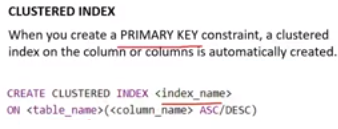 CLUSTERED INDEX
When you create a PRIMARY KEY constraint, a clustered
index on the column or columns is automatically created.
CREATE CLUSTERED INDEX <index_name>
ON <table_name>(<column_name> ASC/DESC)